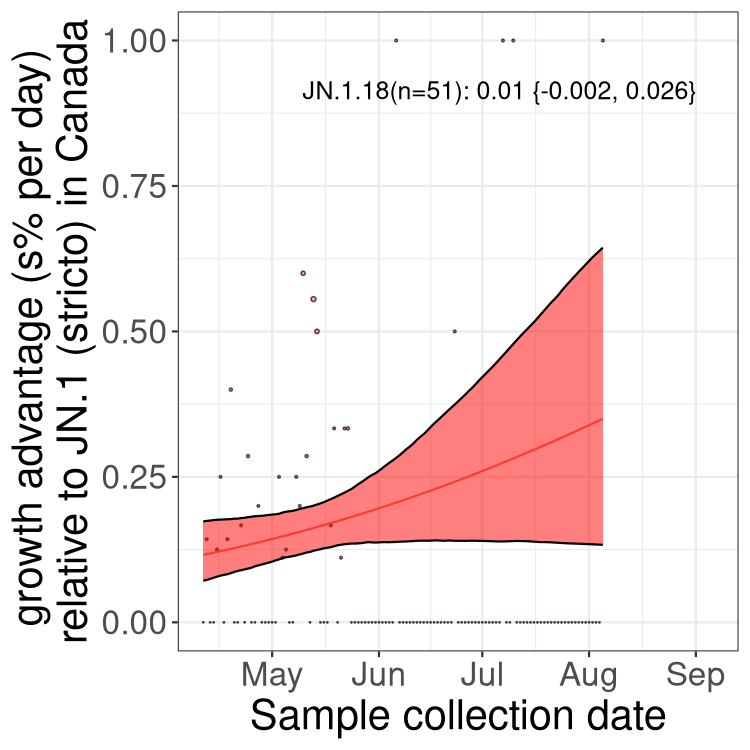 growth advantage (s% per day)
relative to JN.1 (stricto) in Canada
1.00
0.75
0.50
0.25
0.00
JN.1.18(n=51): 0.01 {-0.002, 0.026}
May Jun Jul Aug Sep
Sample collection date